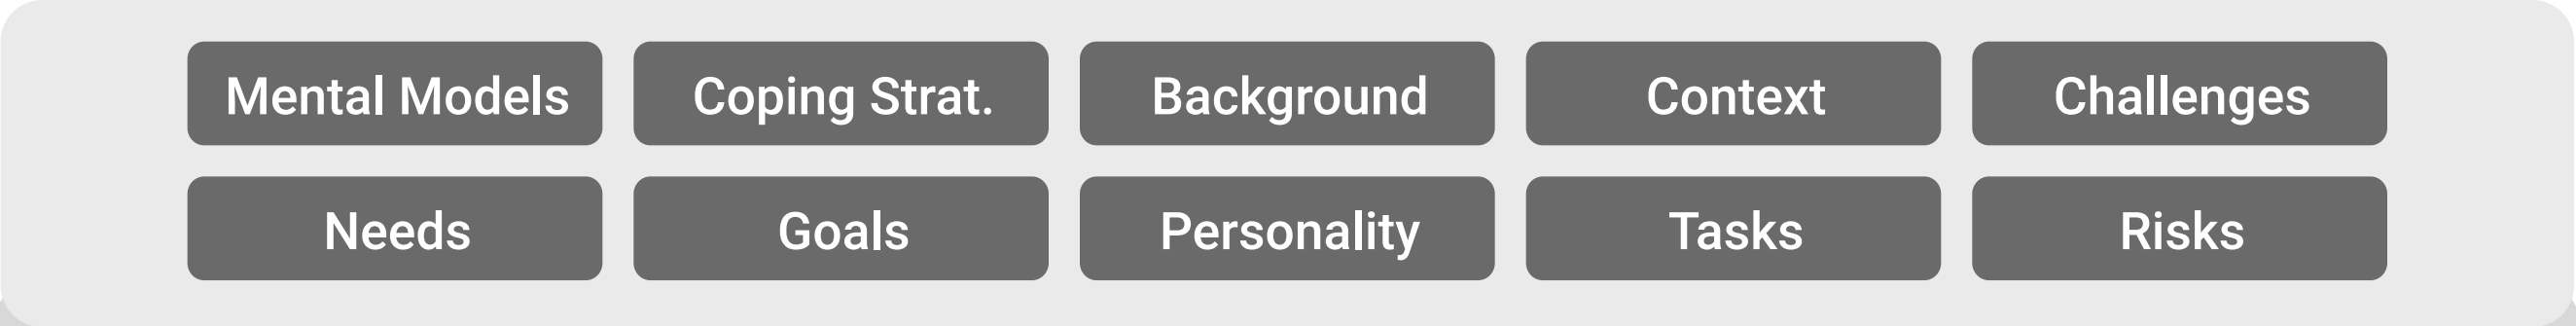 Mental Models
Coping Strat.
Background
Context
Challenges
Needs
Goals
Personality
Tasks
Risks